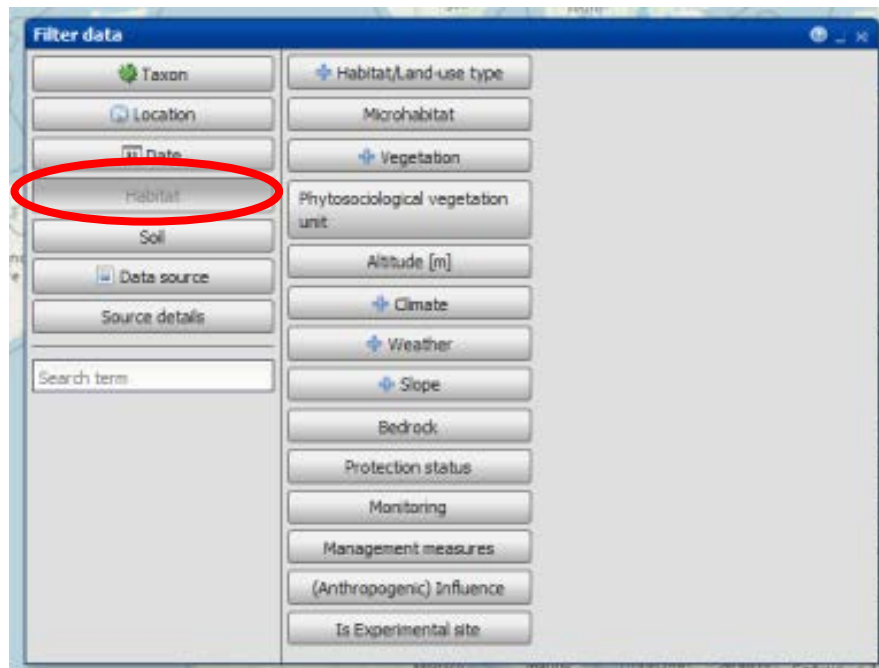 Filter data
Taxon
Location
Date
Habitat
Soil
Data source
Source details
Search term
Habitat/Land-use type
Microhabitat
Vegetation
Phytosociological vegetation
unit
Altitude [m]
Climate
Weather
Slope
Bedrock
Protection status
Monitoring
Management measures
(Anthropogenic) Influence
Is Experimental site